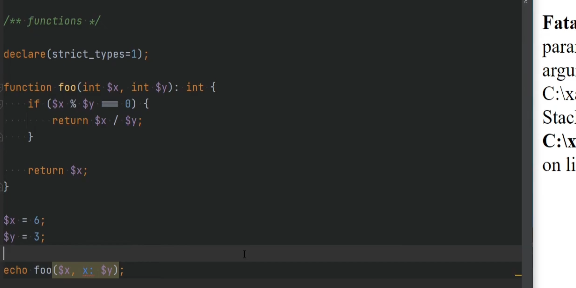 /** functions */
declare(strict_types=1);
function foo(int $x, int $y): int {
if ($x % $y === 0) {
return $x / $y;
}
return $x;
}
$x = 6;
$y = 3;
echo foo($x, x: $y);
Fata
para
argu
C:\xa
Stac
C:\x
on li